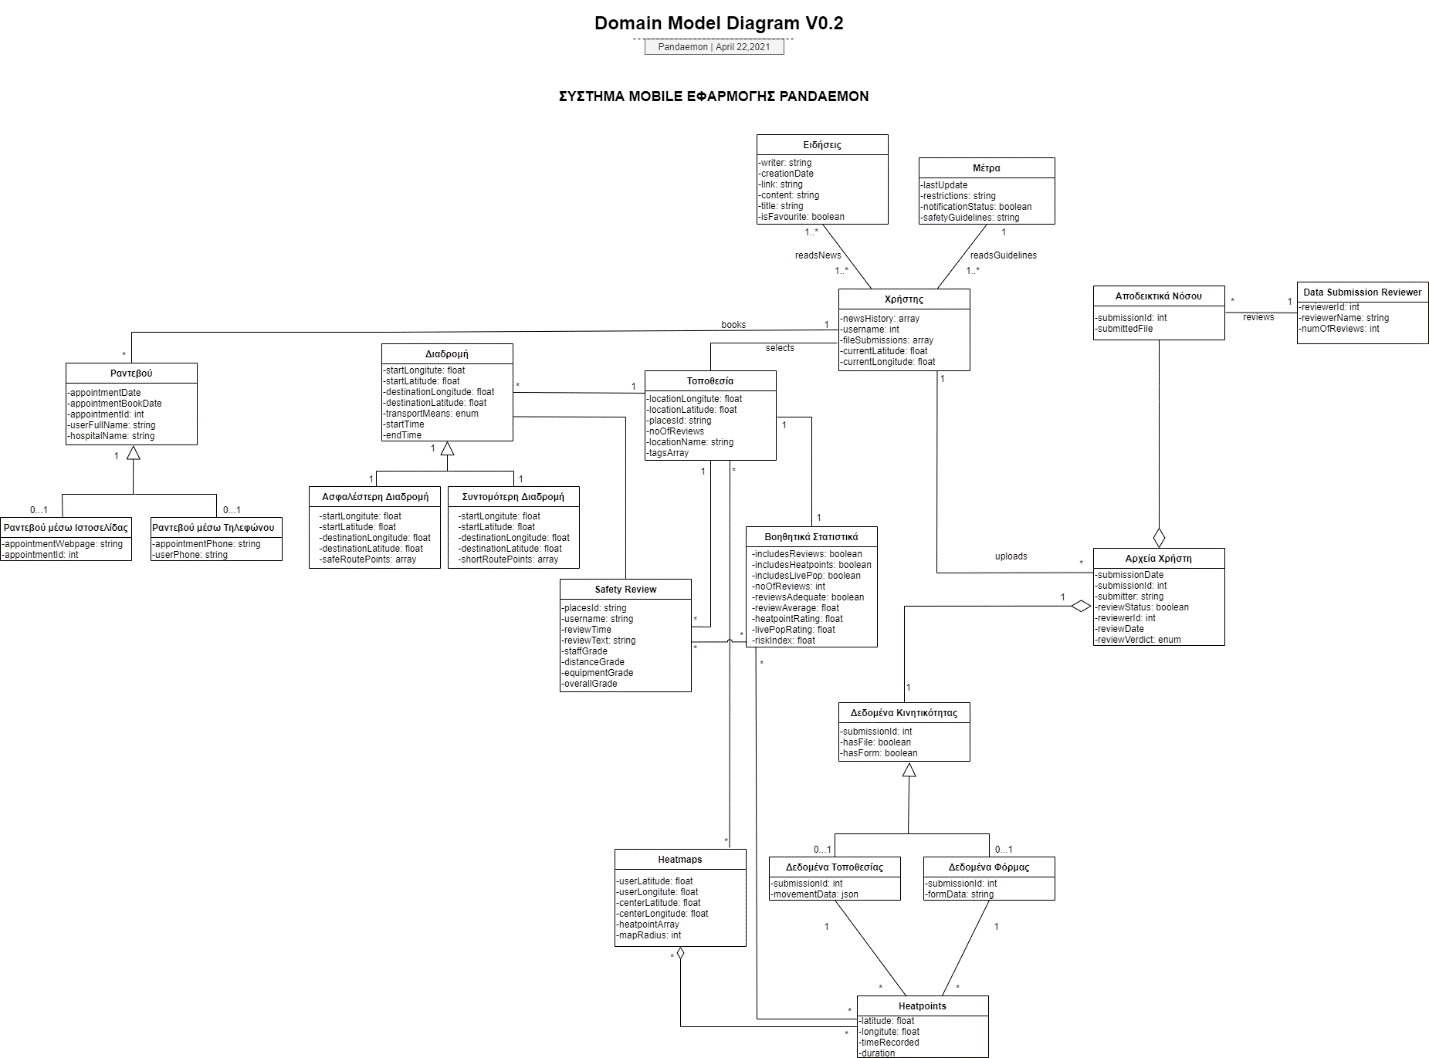 Domain Model Diagram V0.2
Pandaemon | April 22,2021
ΣΥΣΤΗΜΑ MOBILE ΕΦΑΡΜΟΓΗΣ PANDAEMON
Ειδήσεις
-writer: string
-creationDate
-link: string
-content: string
-title: string
-isFavourite: boolean
Μέτρα
-lastUpdate
-restrictions: string
-notificationStatus: boolean
-safetyGuidelines: string
1..*
readsNews
1..*
1
readsGuidelines
1..*
Χρήστης
-newsHistory: array
-username: int
-fileSubmissions: array
-currentLatitude: float
-currentLongitude: float
Αποδεικτικά Νόσου
-submissionId: int
-submittedFile
*
reviews
1
Data Submission Reviewer
-reviewerId: int
-reviewerName: string
-numOfReviews: int
books
1
*
selects
1
Ραντεβού
-appointmentDate
-appointmentBookDate
-appointmentId: int
-userFullName: string
-hospitalName: string
1
0...1
0...1
Ραντεβού μέσω Ιστοσελίδας
-appointmentWebpage: string
-appointmentId: int
Ραντεβού μέσω Τηλεφώνου
-appointmentPhone: string
-userPhone: string
Διαδρομή
-startLongitute: float
-startLatitude: float
-destinationLongitude: float
-destinationLatitude: float
-transportMeans: enum
-startTime
-endTime
*
1
1
1
1
Ασφαλέστερη Διαδρομή
-startLongitute: float
-startLatitude: float
-destinationLongitude: float
-destinationLatitude: float
-safeRoutePoints: array
Συντομότερη Διαδρομή
-startLongitute: float
-startLatitude: float
-destinationLongitude: float
-destinationLatitude: float
-shortRoutePoints: array
Τοποθεσία
-locationLongitute: float
-locationLatitude: float
-placesId: string
-noOfReviews
-locationName: string
-tagsArray
1
*
1
1
Βοηθητικά Στατιστικά
-includesReviews: boolean
-includesHeatpoints: boolean
-includesLivePop: boolean
-noOfReviews: int
-reviewsAdequate: boolean
-reviewAverage: float
-heatpointRating: float
-livePopRating: float
-riskIndex: float
Safety Review
-placesId: string
-username: string
-reviewTime
-reviewText: string
-staffGrade
-distanceGrade
-equipmentGrade
-overallGrade
*
*
*
*
uploads
*
Αρχεία Χρήστη
-submissionDate
-submissionId: int
-submitter: string
-reviewStatus: boolean
-reviewerId: int
-reviewDate
-reviewVerdict: enum
1
1
Δεδομένα Κινητικότητας
-submissionId: int
-hasFile: boolean
-hasForm: boolean
0...1
0...1
Δεδομένα Τοποθεσίας
-submissionId: int
-movementData: json
Δεδομένα Φόρμας
-submissionId: int
-formData: string
*
Heatmaps
-userLatitude: float
-userLongitute: float
-centerLatitude: float
-centerLongitude: float
-heatpointArray
-mapRadius: int
*
1
1
*
*
*
*
Heatpoints
-latitude: float
-longitute: float
-timeRecorded
-duration